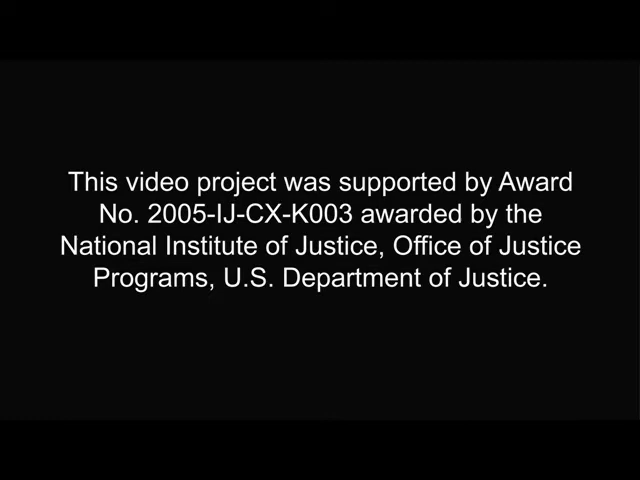 This video project was supported by Award
No. 2005-IJ-CX-K003 awarded by the
National Institute of Justice, Office of Justice
Programs, U.S. Department of Justice.